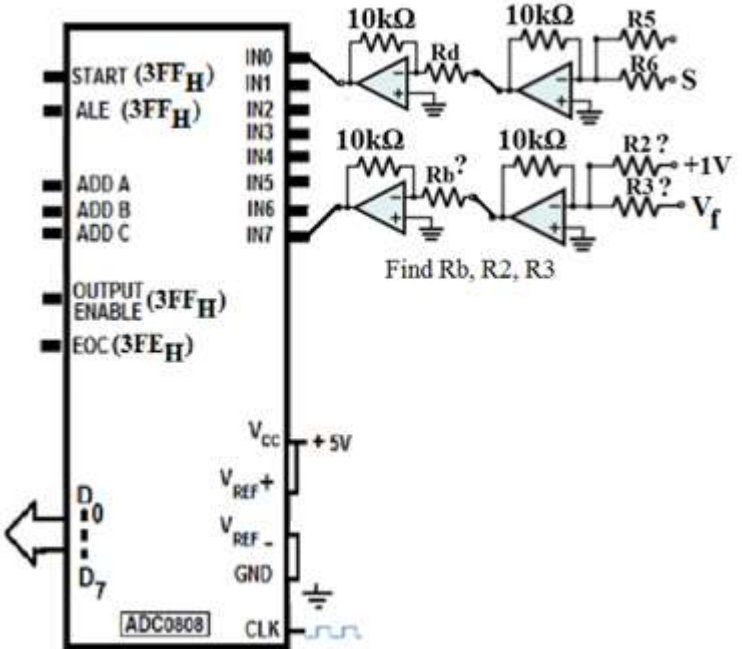 10kΩ
10kΩ
R5
IN0
Rd
R6
S
START (3FFH)
IN1
ALE (3FFH)
IN2
IN3
10kΩ
10kΩ
R2 ?
+1V
IN4
Rb?
R3 ?
Vf
ADD A
IN5
ADD B
IN6
ADD C
IN7
Find Rb, R2, R3
OUTPUT
ENABLE (3FFH)
EOC (3FEH)
VCC
+ 5V
VREF+
D0
VREF -
D7
GND
ADC0808
CLK